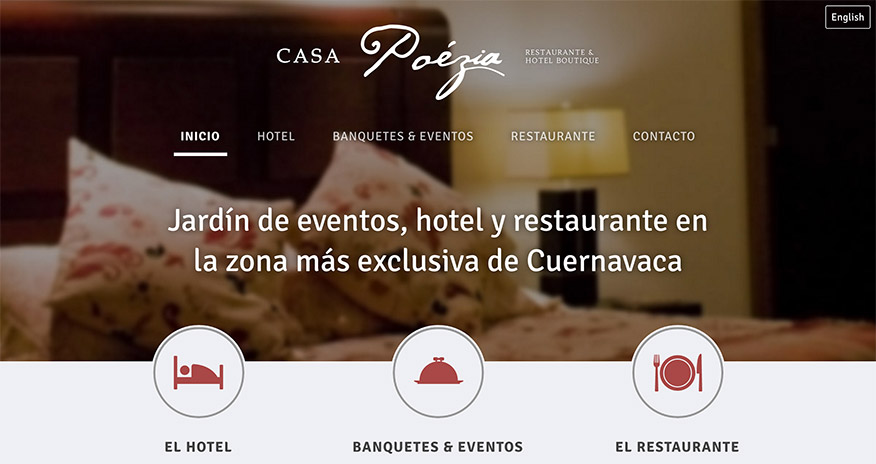 English
CASA Poézia RESTAURANTE &
HOTEL BOUTIQUE
INICIO HOTEL BANQUETES & EVENTOS RESTAURANTE CONTACTO
Jardín de eventos, hotel y restaurante en
la zona más exclusiva de Cuernavaca
EL HOTEL BANQUETES & EVENTOS EL RESTAURANTE